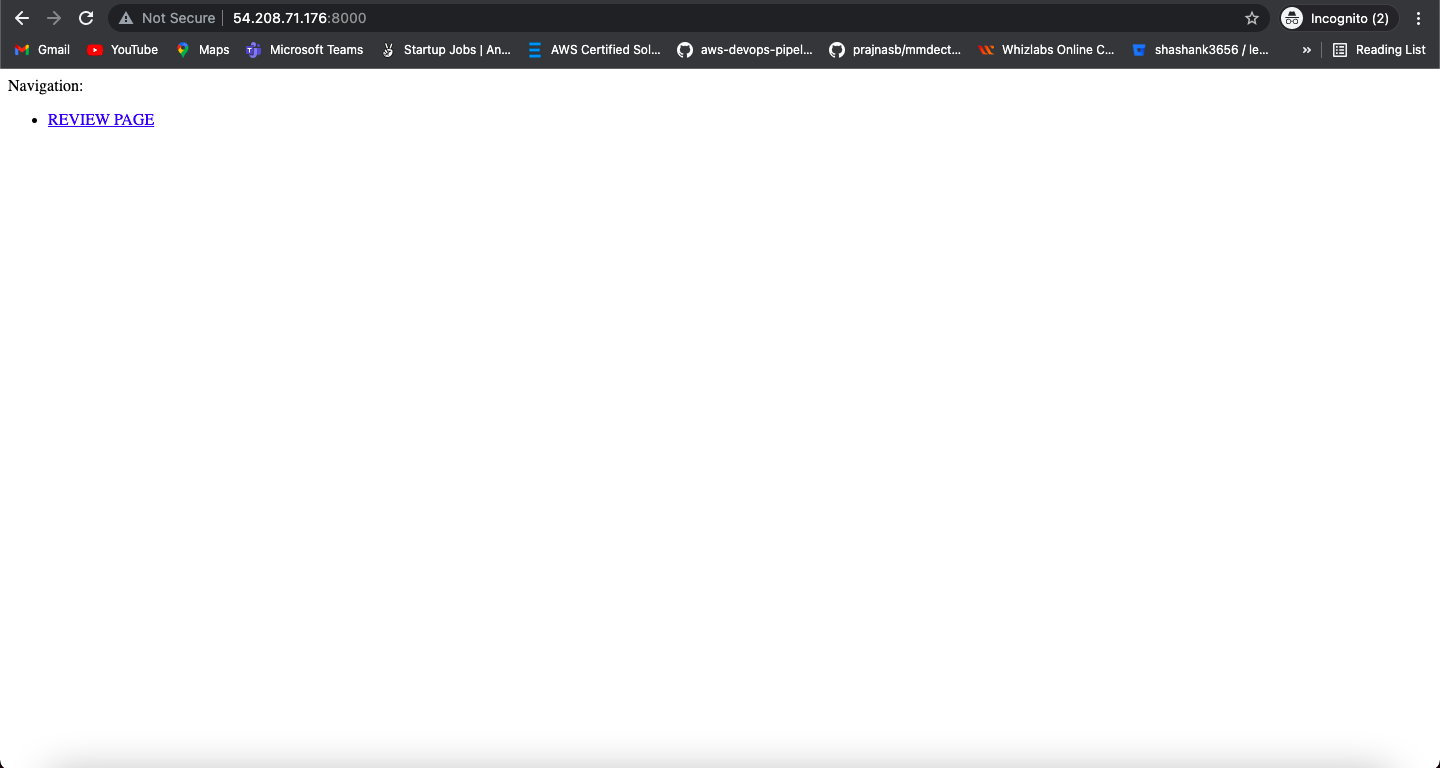 Not Secure 54.208.71.176:8000 Incognito (2)
Gmail YouTube Maps Microsoft Teams Startup Jobs | An... AWS Certified Sol... aws-devops-pipel... prajnasb/mmdect... Whizlabs Online C... shashank3656 / le... » Reading List
Navigation:
• REVIEW PAGE